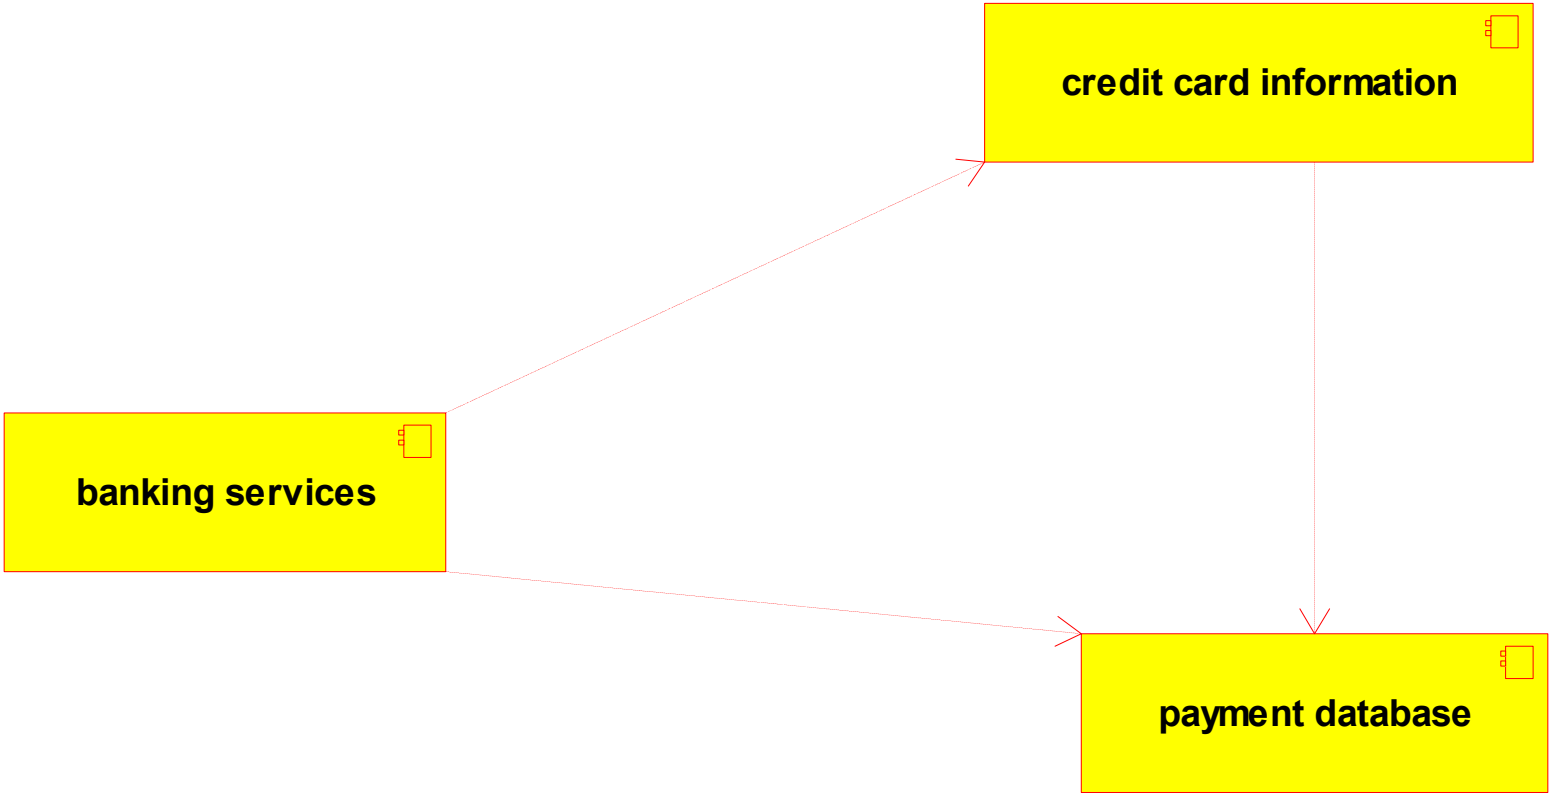 credit card information
banking services
payment database